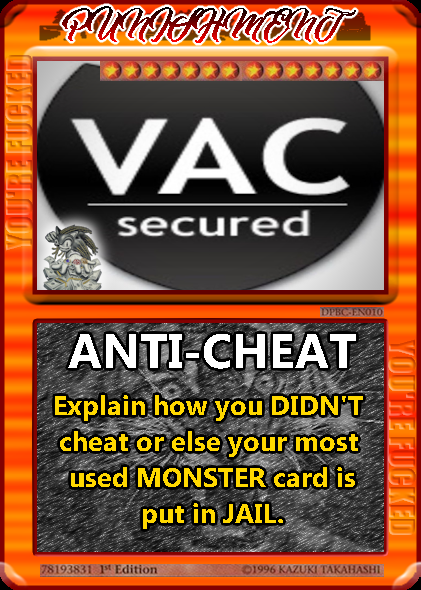 PUNISHMENT
YOU'RE FUCKED
VAC
secured
DPBC-EN010
ANTI-CHEAT
Explain how you DIDN'T
cheat or else your most
used MONSTER card is
put in JAIL.
YOU'RE FUCKED
78193831 1st Edition ©1996 KAZUKI TAKAHASHI